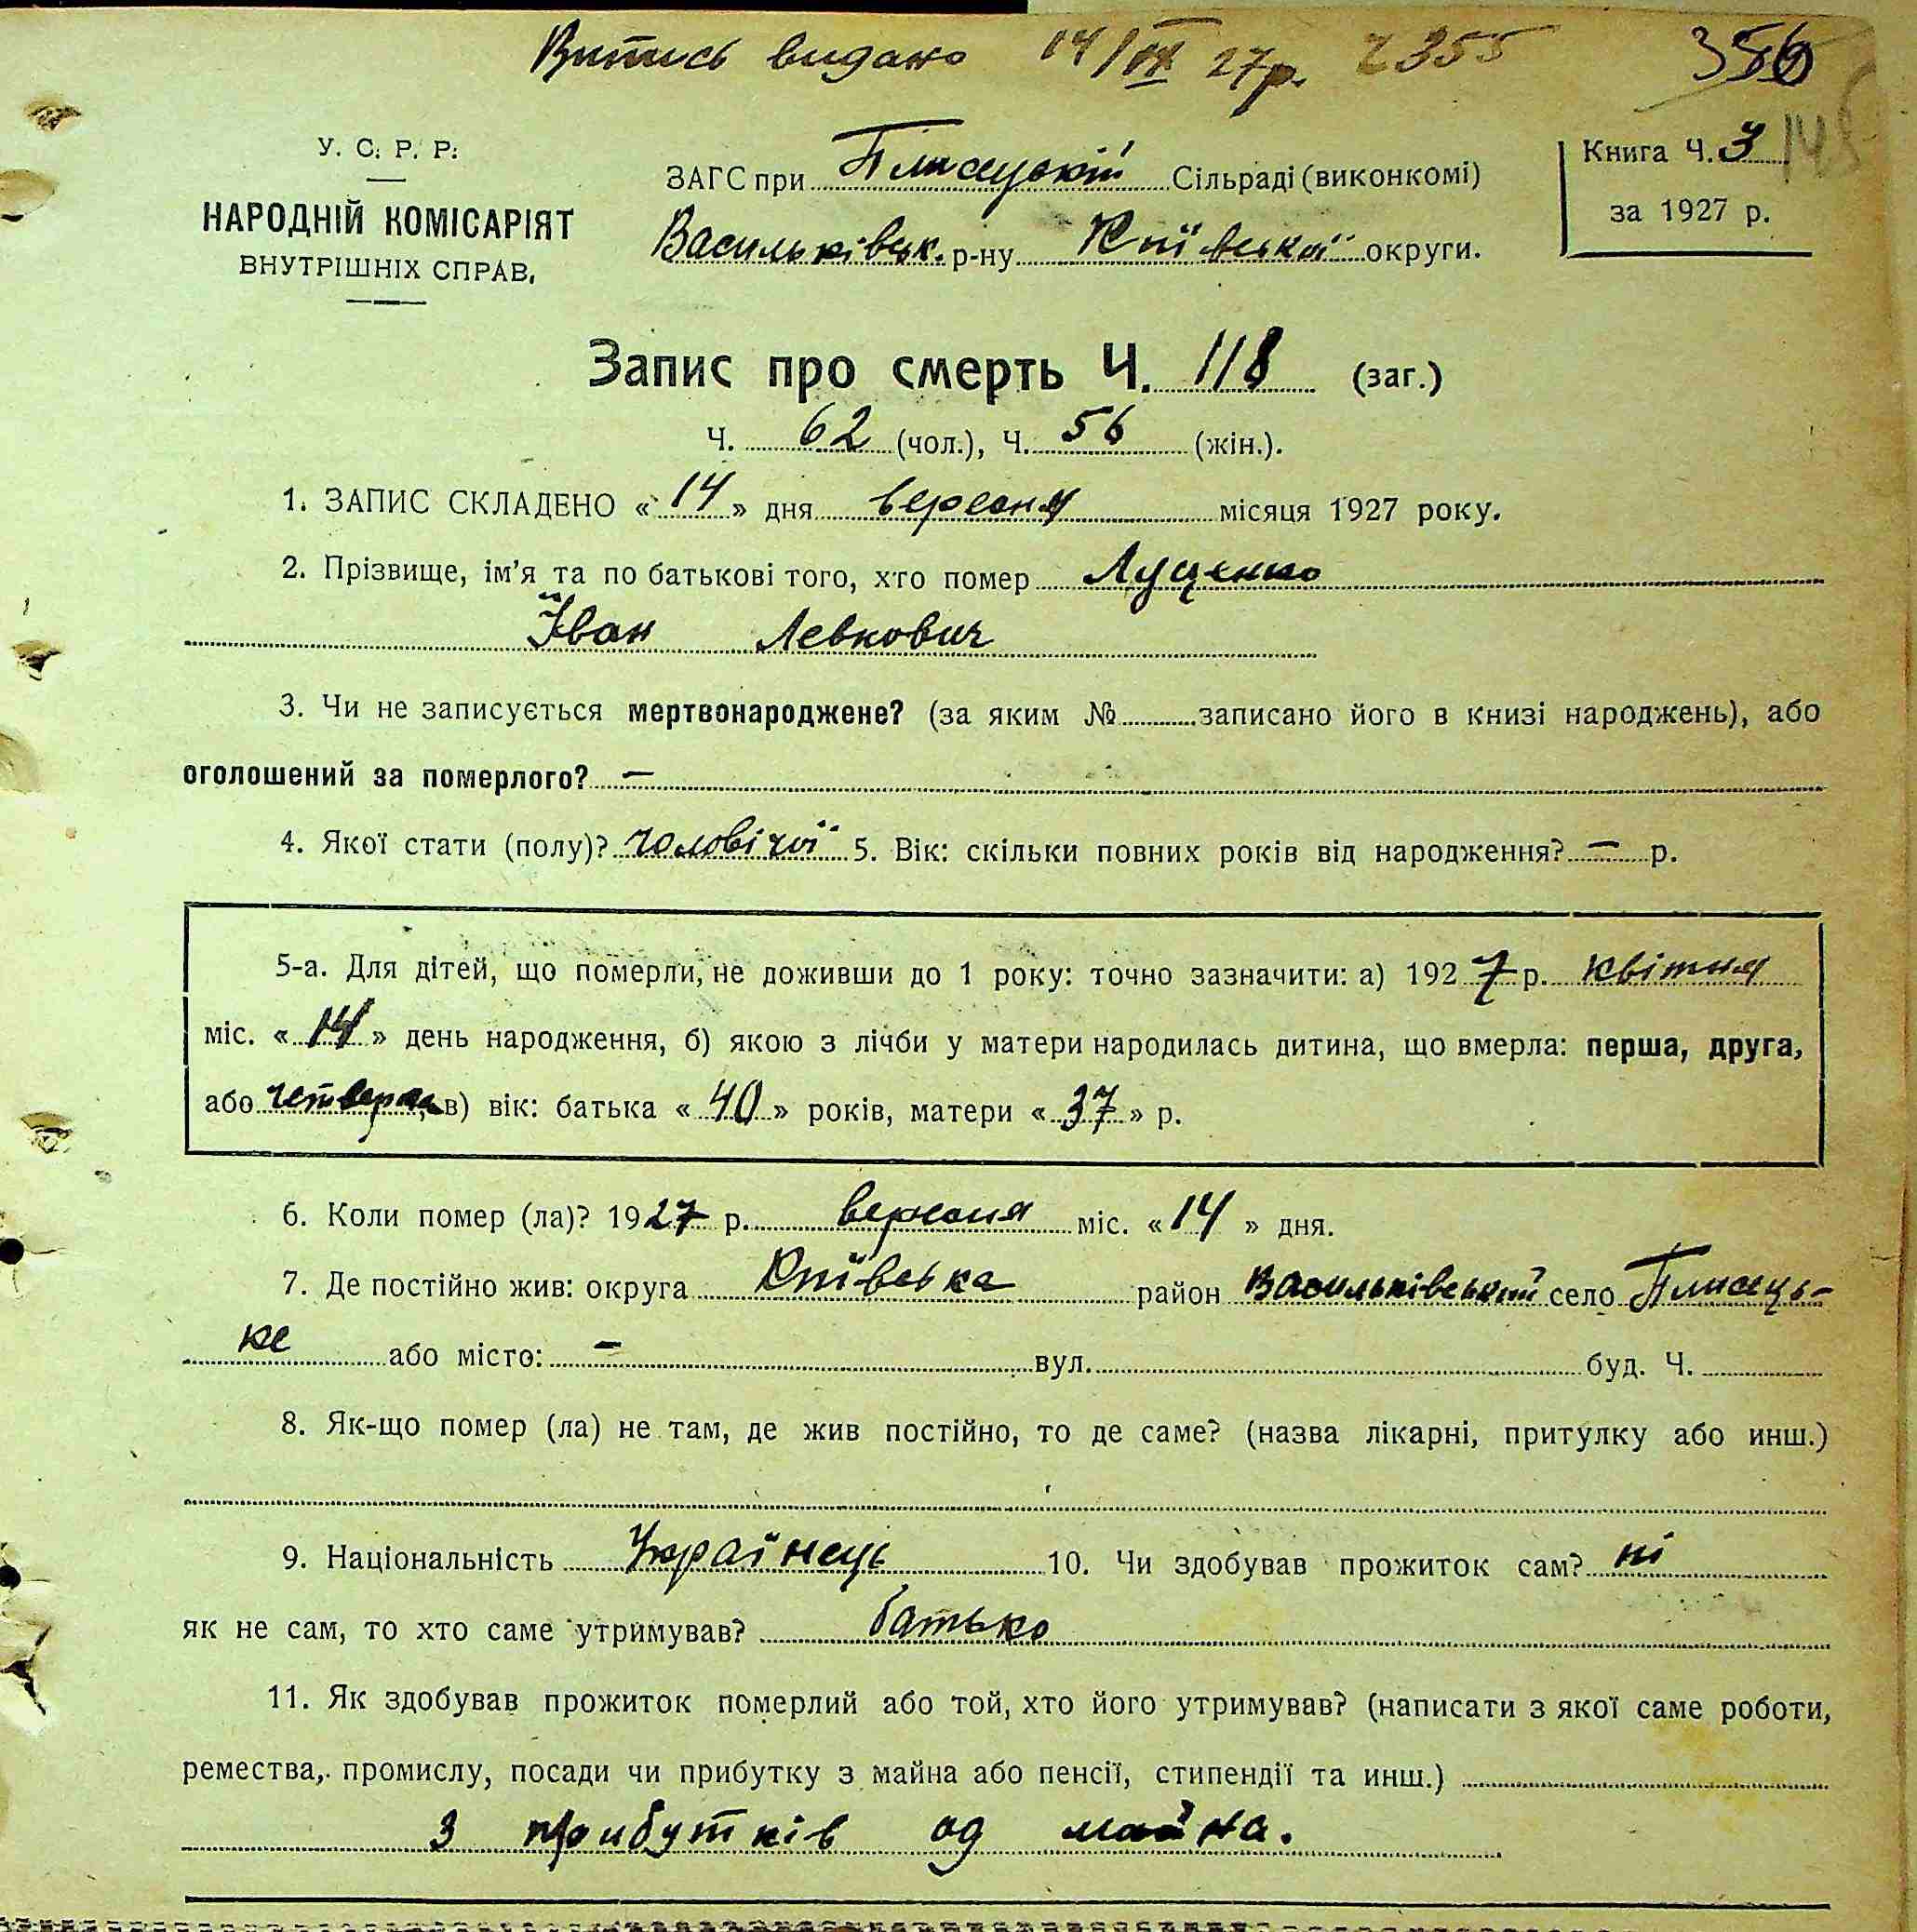 Витись видано 14/IX 27р. Ч 355
356
У. С. Р. Р.
НАРОДНІЙ КОМІСАРІЯТ
ВНУТРІШНІХ СПРАВ.
ЗАГС при Плисецькій Сільраді (виконкомі)
Васильківськ. р-ну Київської округи.
Книга Ч. 3
за 1927 р.
Запис про смерть Ч. 118 (заг.)
Ч. 62 (чол.), Ч. 56 (жін.).
1. ЗАПИС СКЛАДЕНО «14» дня вересня місяця 1927 року.
2. Прізвище, ім’я та по батькові того, хто помер Луценко
Їван Левкович
3. Чи не записується мертвонароджене? (за яким № записано його в книзі народжень), або
оголошений за померлого? —
4. Якої стати (полу)? чоловічої 5. Вік: скільки повних років від народження? — р.
5-а. Для дітей, що померли, не доживши до 1 року: точно зазначити: а) 1927 р. квітня
міс. «14» день народження, б) якою з лічби у матери народилась дитина, що вмерла: перша, друга,
або четверта в) вік: батька «40» років, матери «37» р.
6. Коли помер (ла)? 1927 р. вересня міс. «14» дня.
7. Де постійно жив: округа Київська район Васильківський село Плисець-
ке або місто: — вул. буд. Ч.
8. Як-що помер (ла) не там, де жив постійно, то де саме? (назва лікарні, притулку або инш.)
9. Національність Українець 10. Чи здобував прожиток сам? ні
як не сам, то хто саме утримував? батько
11. Як здобував прожиток померлий або той, хто його утримував? (написати з якої саме роботи,
ремества, промислу, посади чи прибутку з майна або пенсії, стипендії та инш.)
з прибутків од майна.